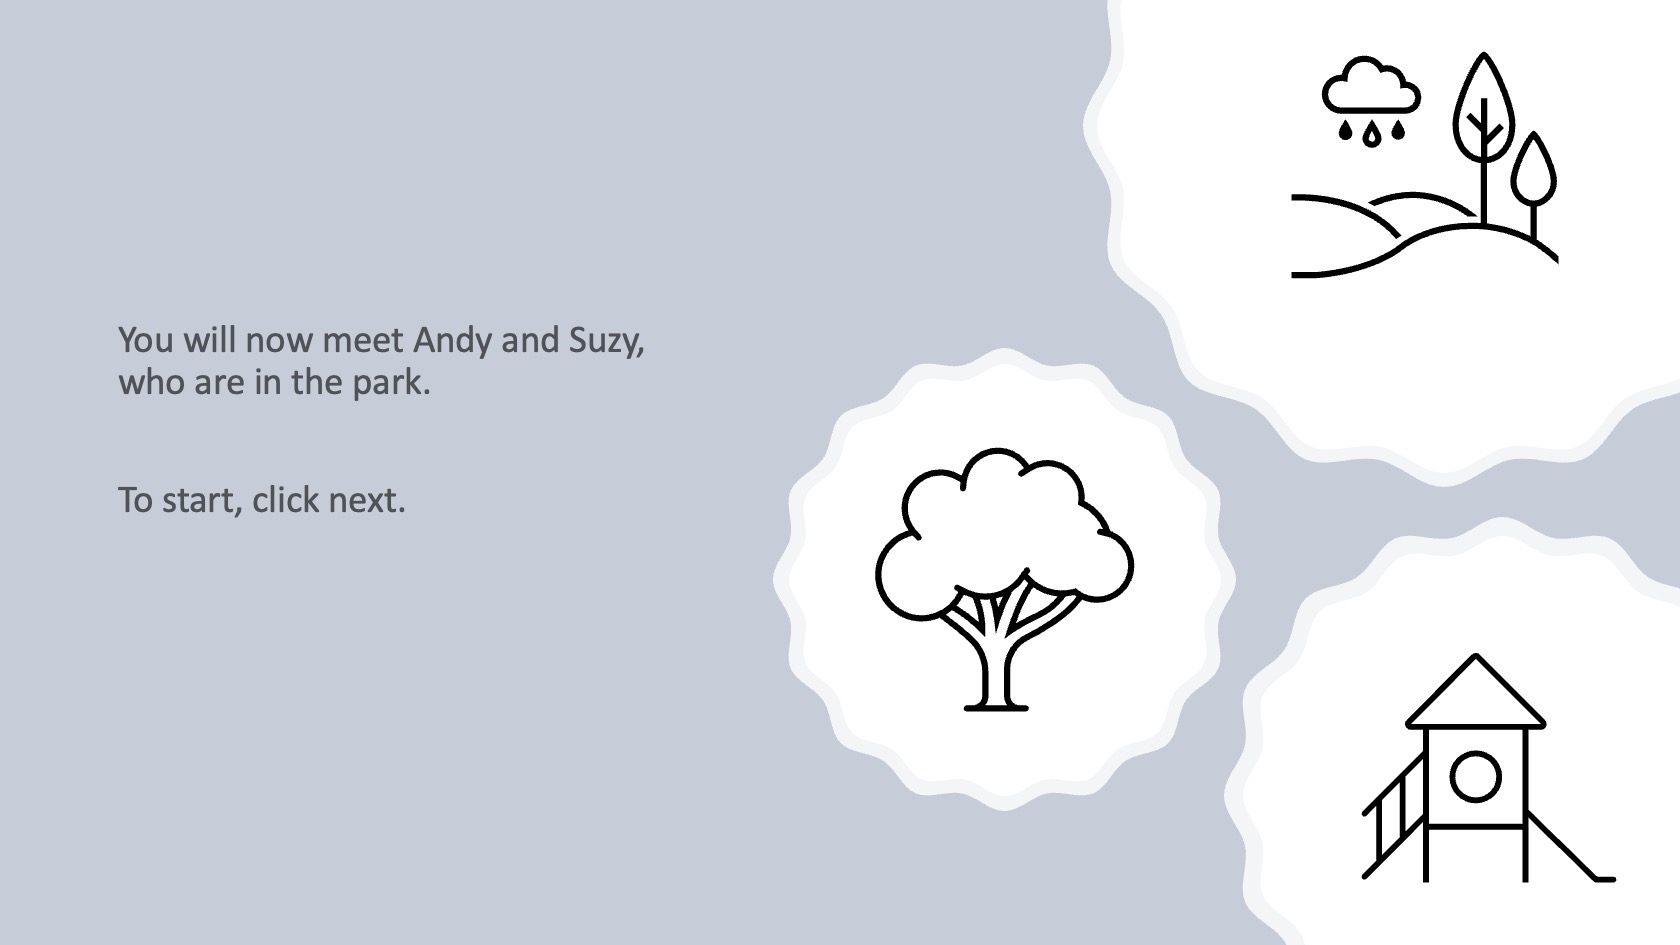 You will now meet Andy and Suzy,
who are in the park.
To start, click next.